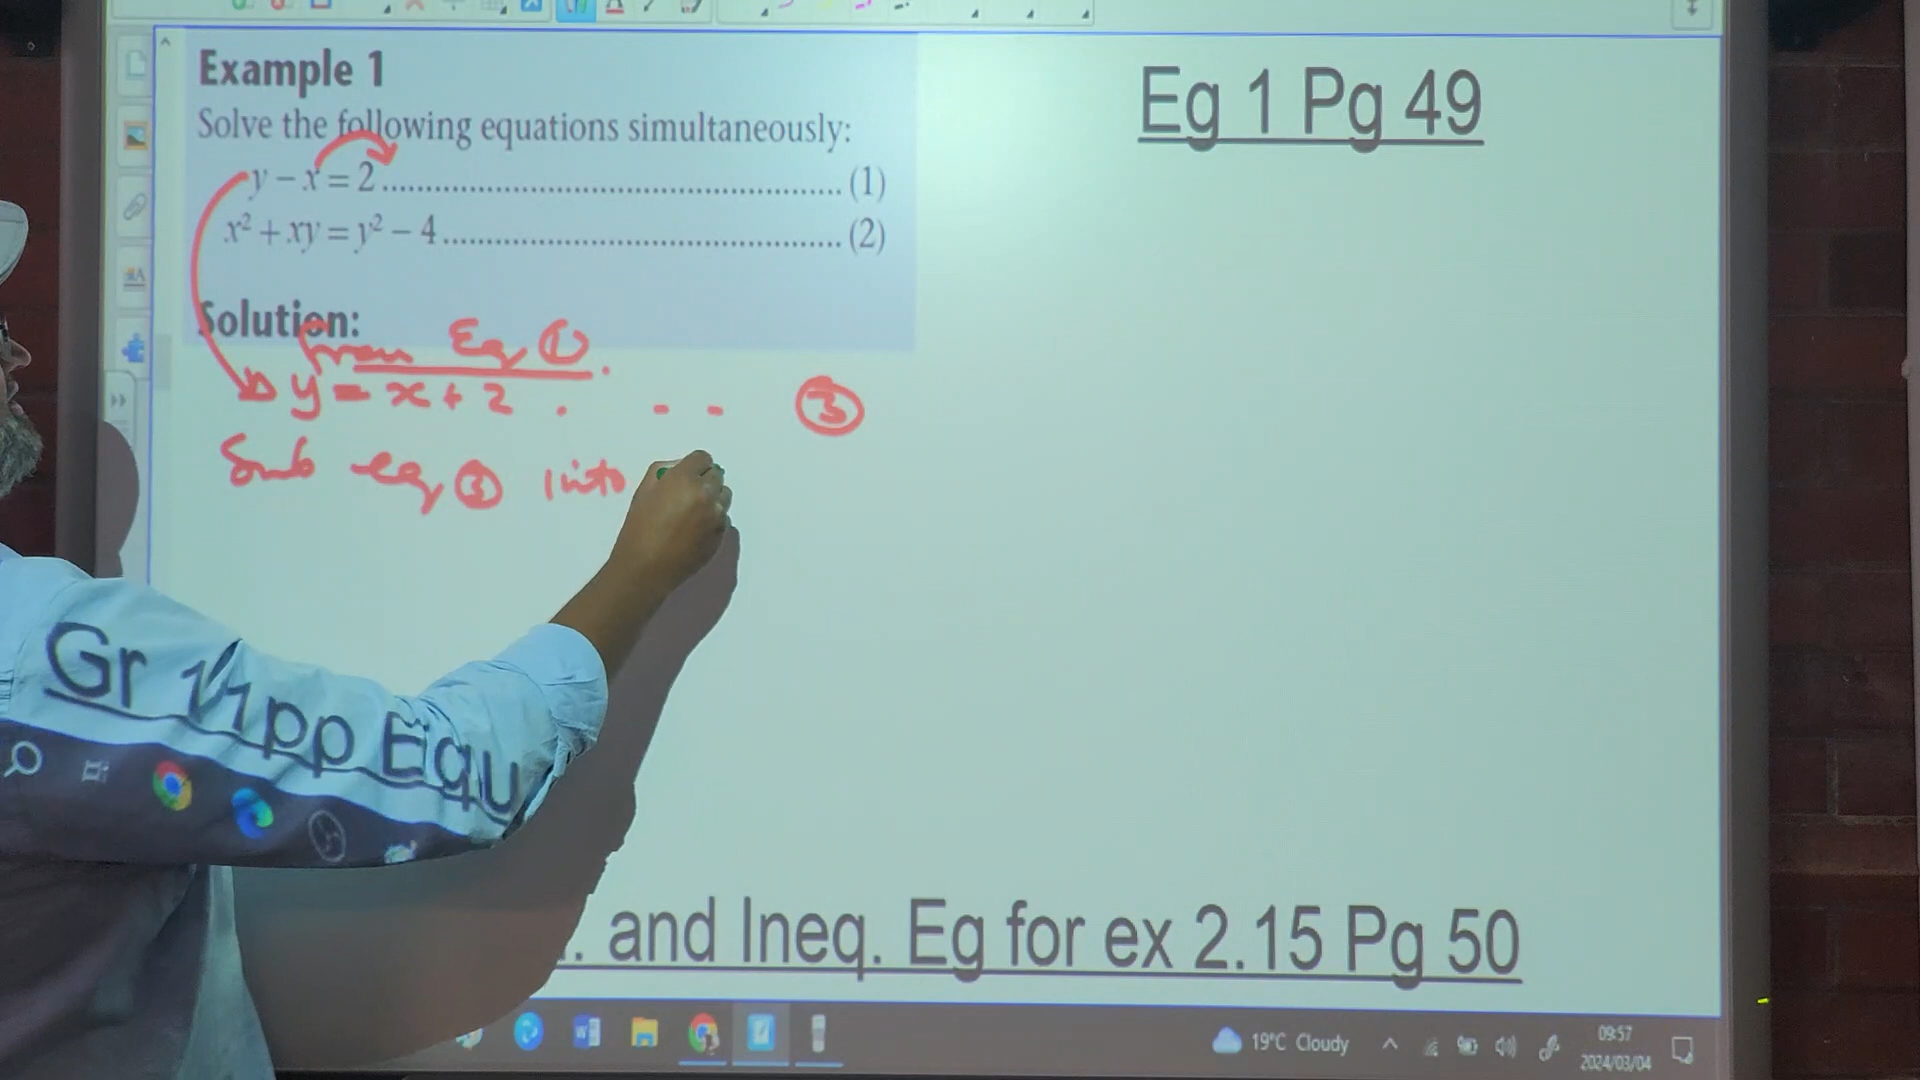 Example 1
Eg 1 Pg 49
Solve the following equations simultaneously:
y − x = 2 ........................................ (1)
x² + xy = y² − 4 ........................................ (2)
Solution:
from Eq ①.
y = x + 2 . - - ③
Sub eq ③ into
Gr 11 pp Equ
. and Ineq. Eg for ex 2.15 Pg 50
19°C Cloudy
09:57
2024/03/04